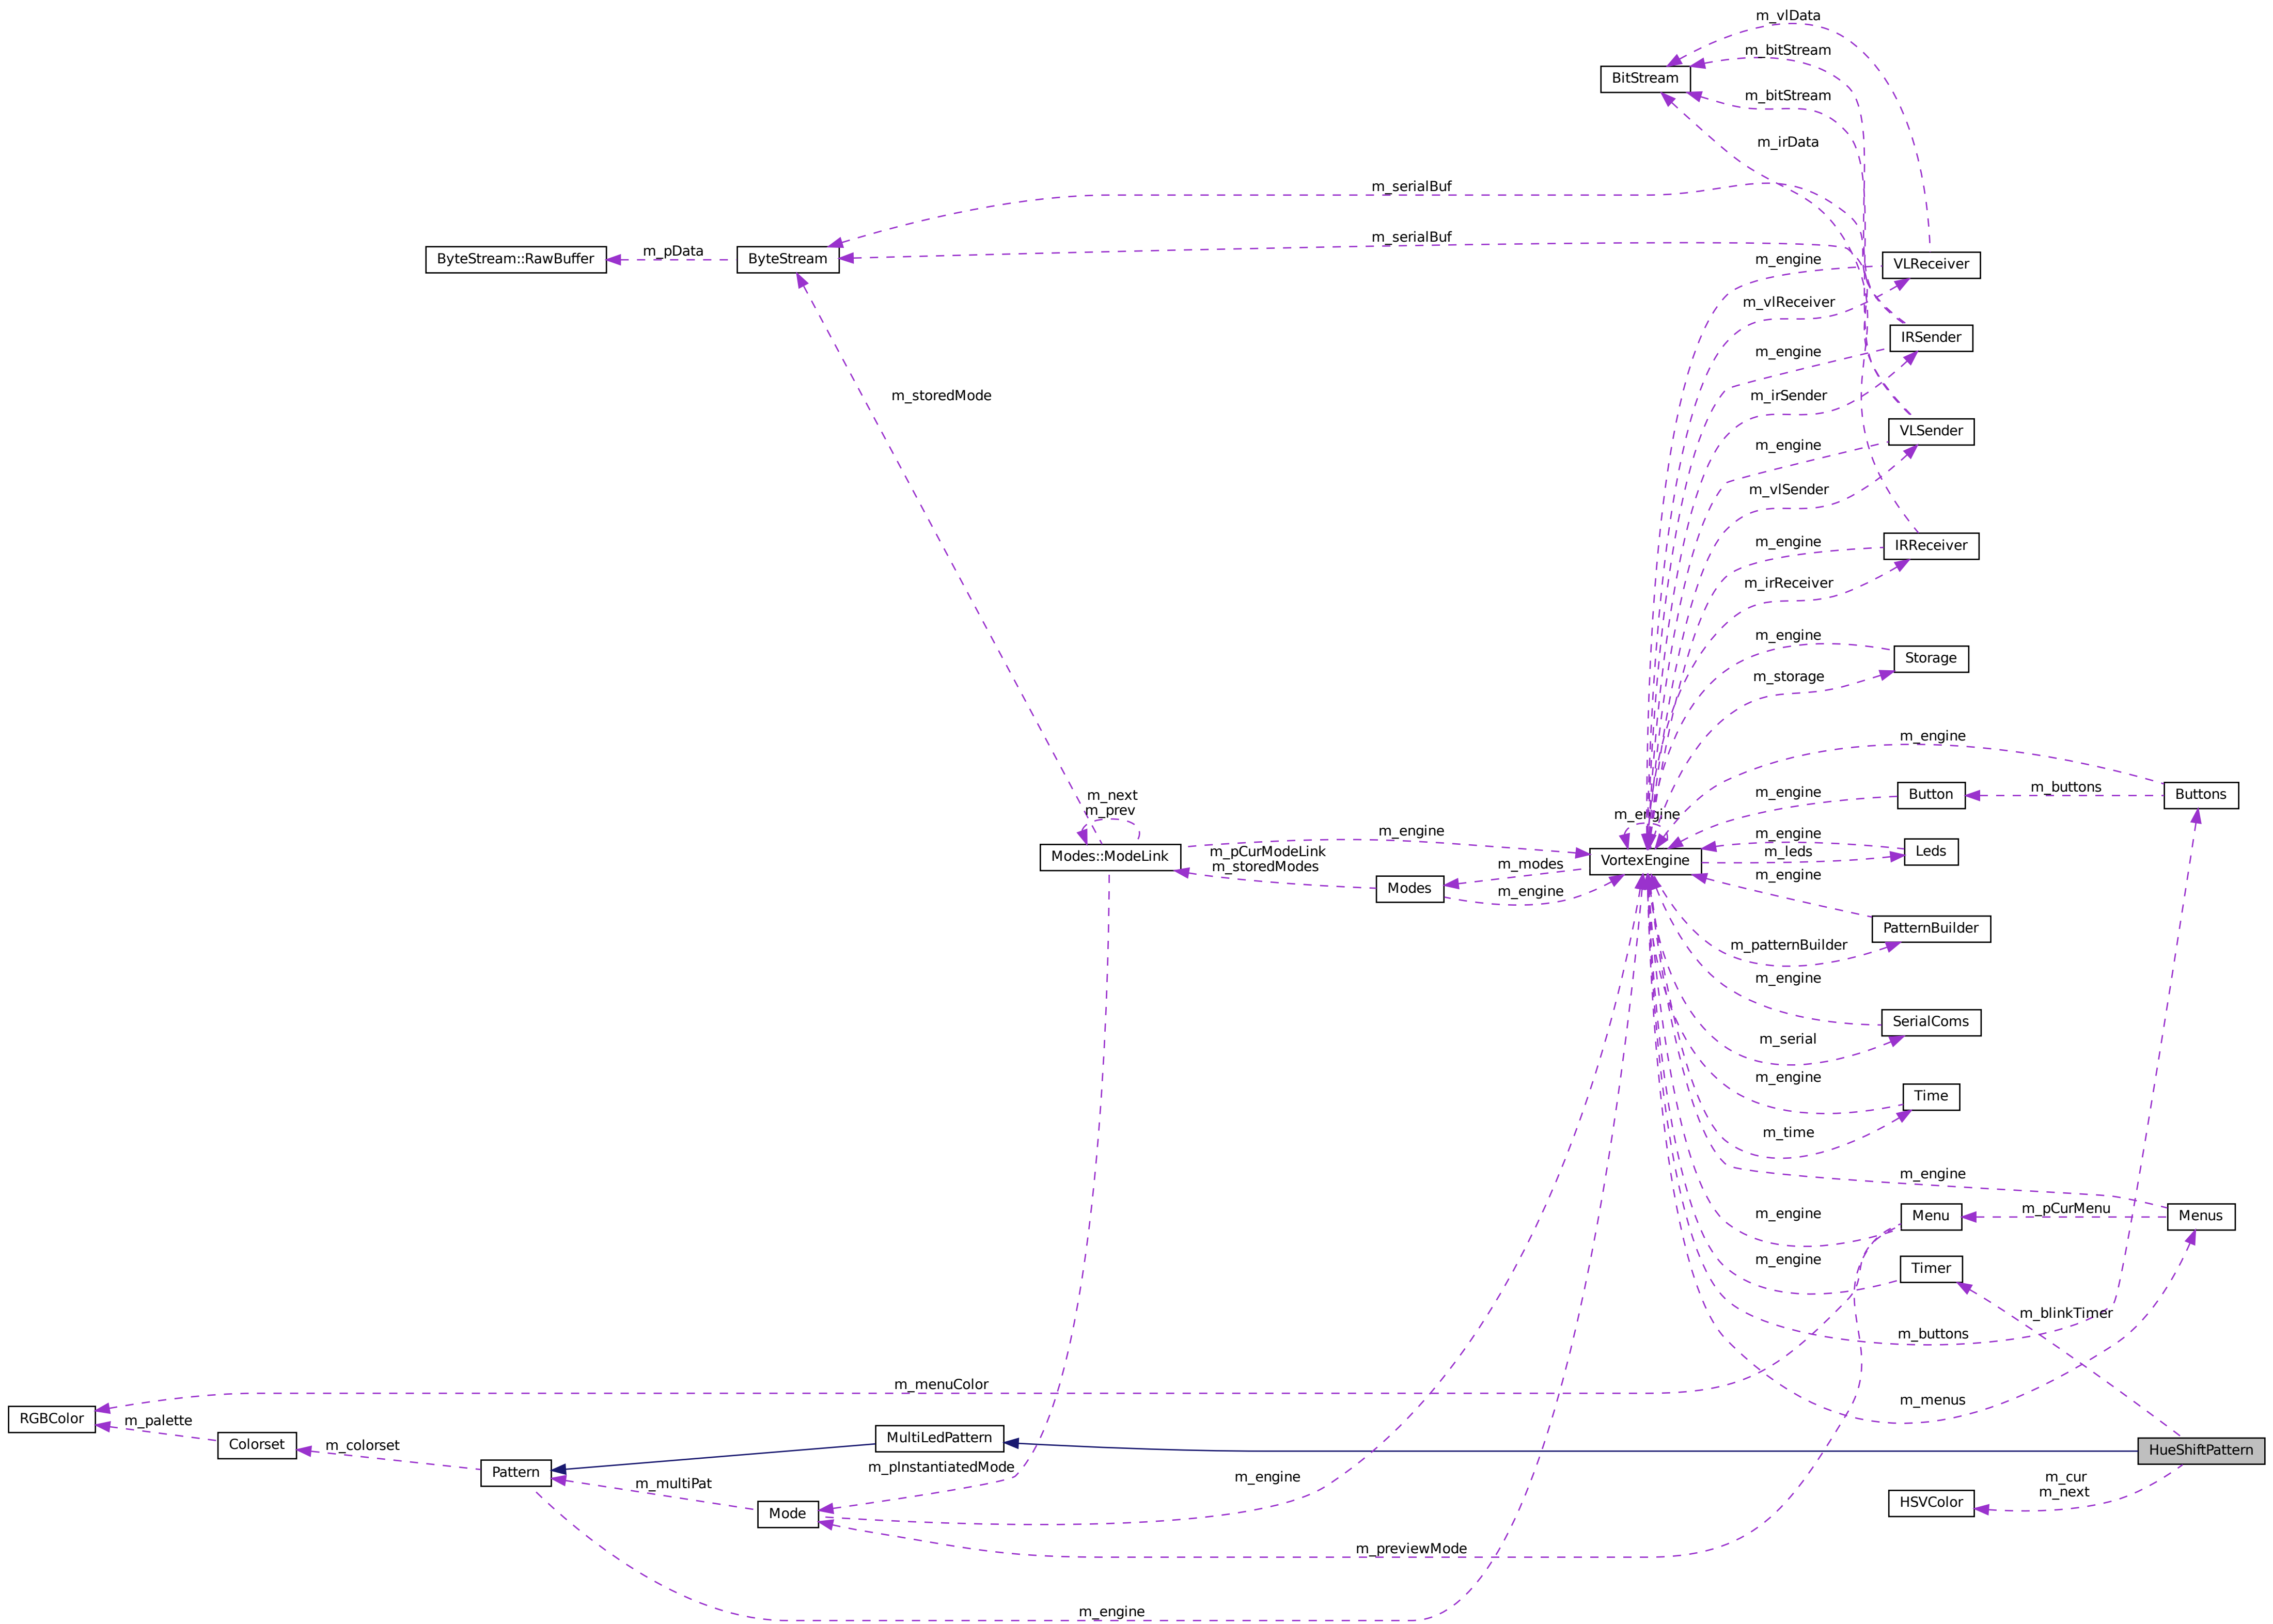 m_vlData
m_bitStream
BitStream
m_bitStream
m_irData
m_serialBuf
m_serialBuf
ByteStream::RawBuffer
m_pData
ByteStream
m_engine
VLReceiver
m_vlReceiver
IRSender
m_engine
m_storedMode
m_irSender
VLSender
m_engine
m_vlSender
m_engine
IRReceiver
m_irReceiver
m_engine
Storage
m_storage
m_engine
m_buttons
m_engine
Button
Buttons
m_next
m_prev
m_engine
m_engine
m_engine
m_pCurModeLink
m_storedModes
Modes::ModeLink
m_modes
VortexEngine
m_leds
Leds
m_engine
Modes
m_engine
PatternBuilder
m_patternBuilder
m_engine
SerialComs
m_serial
m_engine
Time
m_time
m_engine
m_engine
Menu
m_pCurMenu
Menus
m_engine
Timer
m_blinkTimer
m_buttons
m_menuColor
m_menus
RGBColor
m_palette
Colorset
m_colorset
MultiLedPattern
HueShiftPattern
Pattern
m_multiPat
m_pInstantiatedMode
m_engine
m_cur
m_next
HSVColor
Mode
m_previewMode
m_engine